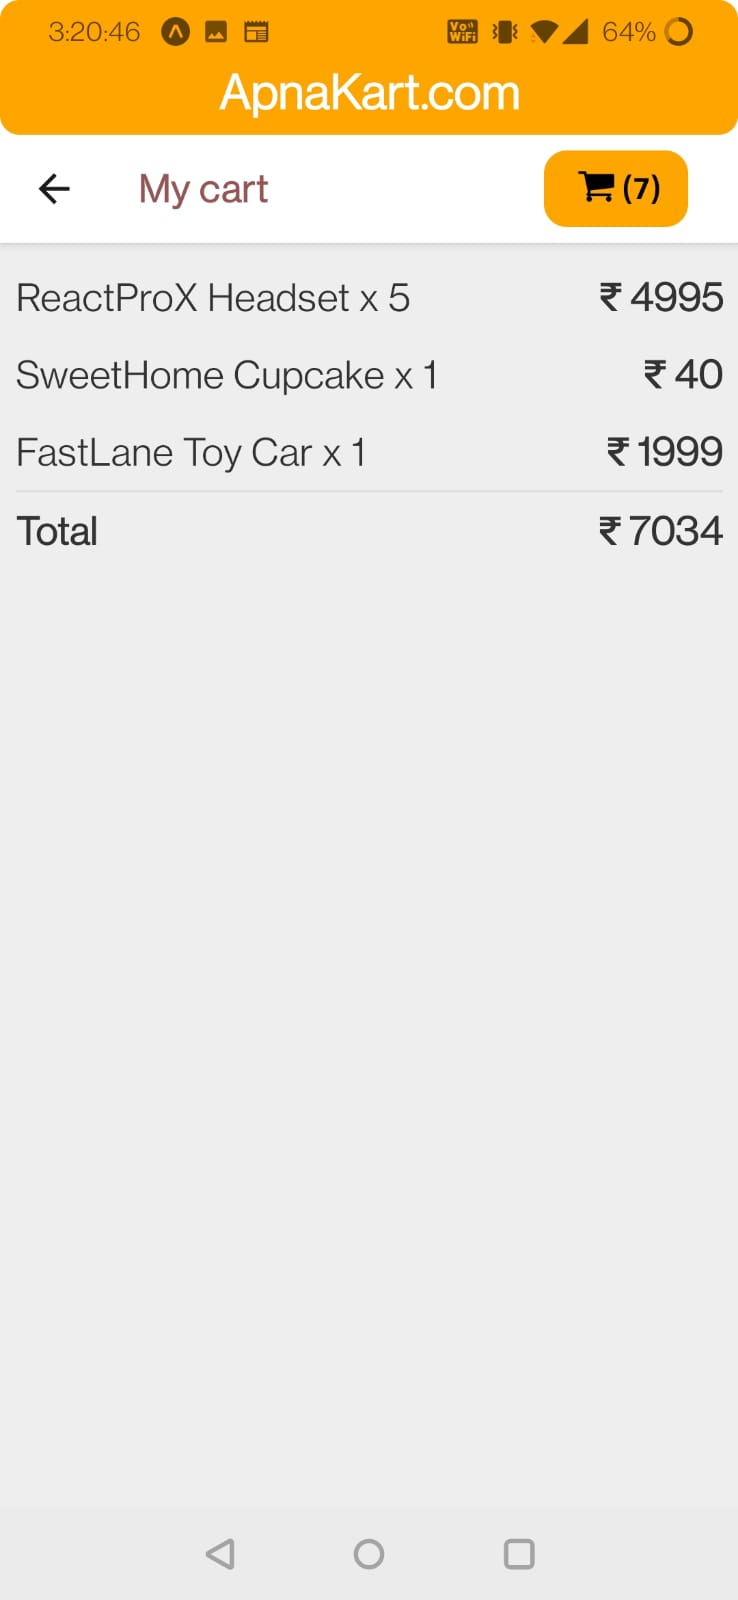 3:20:46 Vo WiFi 64%
ApnaKart.com
My cart (7)
ReactProX Headset x 5 ₹ 4995
SweetHome Cupcake x 1 ₹ 40
FastLane Toy Car x 1 ₹ 1999
Total ₹ 7034